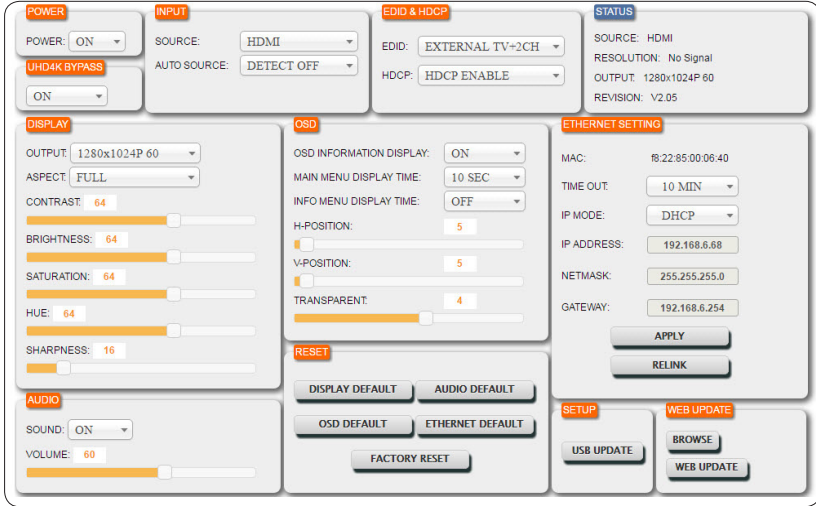 POWER
POWER: ON
UHD4K BYPASS
ON
INPUT
SOURCE: HDMI
AUTO SOURCE: DETECT OFF
EDID & HDCP
EDID: EXTERNAL TV+2CH
HDCP: HDCP ENABLE
STATUS
SOURCE: HDMI
RESOLUTION: No Signal
OUTPUT: 1280x1024P 60
REVISION: V2.05
DISPLAY
OUTPUT: 1280x1024P 60
ASPECT: FULL
CONTRAST: 64
BRIGHTNESS: 64
SATURATION: 64
HUE: 64
SHARPNESS: 16
AUDIO
SOUND: ON
VOLUME: 60
OSD
OSD INFORMATION DISPLAY: ON
MAIN MENU DISPLAY TIME: 10 SEC
INFO MENU DISPLAY TIME: OFF
H-POSITION: 5
V-POSITION: 5
TRANSPARENT: 4
RESET
DISPLAY DEFAULT AUDIO DEFAULT
OSD DEFAULT ETHERNET DEFAULT
FACTORY RESET
ETHERNET SETTING
MAC: f8:22:85:00:06:40
TIME OUT: 10 MIN
IP MODE: DHCP
IP ADDRESS: 192.168.6.68
NETMASK: 255.255.255.0
GATEWAY: 192.168.6.254
APPLY
RELINK
SETUP
USB UPDATE
WEB UPDATE
BROWSE
WEB UPDATE